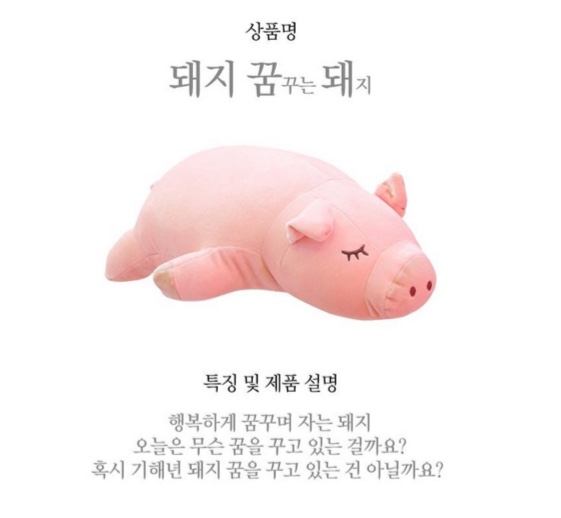 상품명
돼지 꿈꾸는 돼지
특징 및 제품 설명
행복하게 꿈꾸며 자는 돼지
오늘은 무슨 꿈을 꾸고 있는 걸까요?
혹시 기해년 돼지 꿈을 꾸고 있는 건 아닐까요?